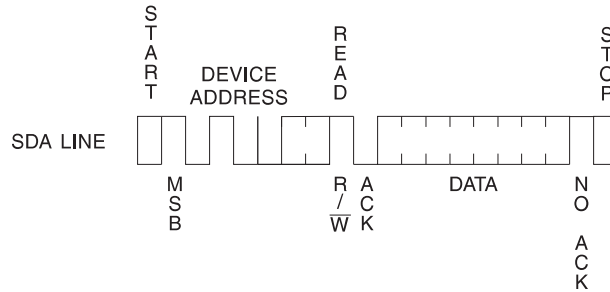 START
DEVICE
ADDRESS
READ
STOP
SDA LINE
MSB
R/W
ACK
DATA
NO ACK